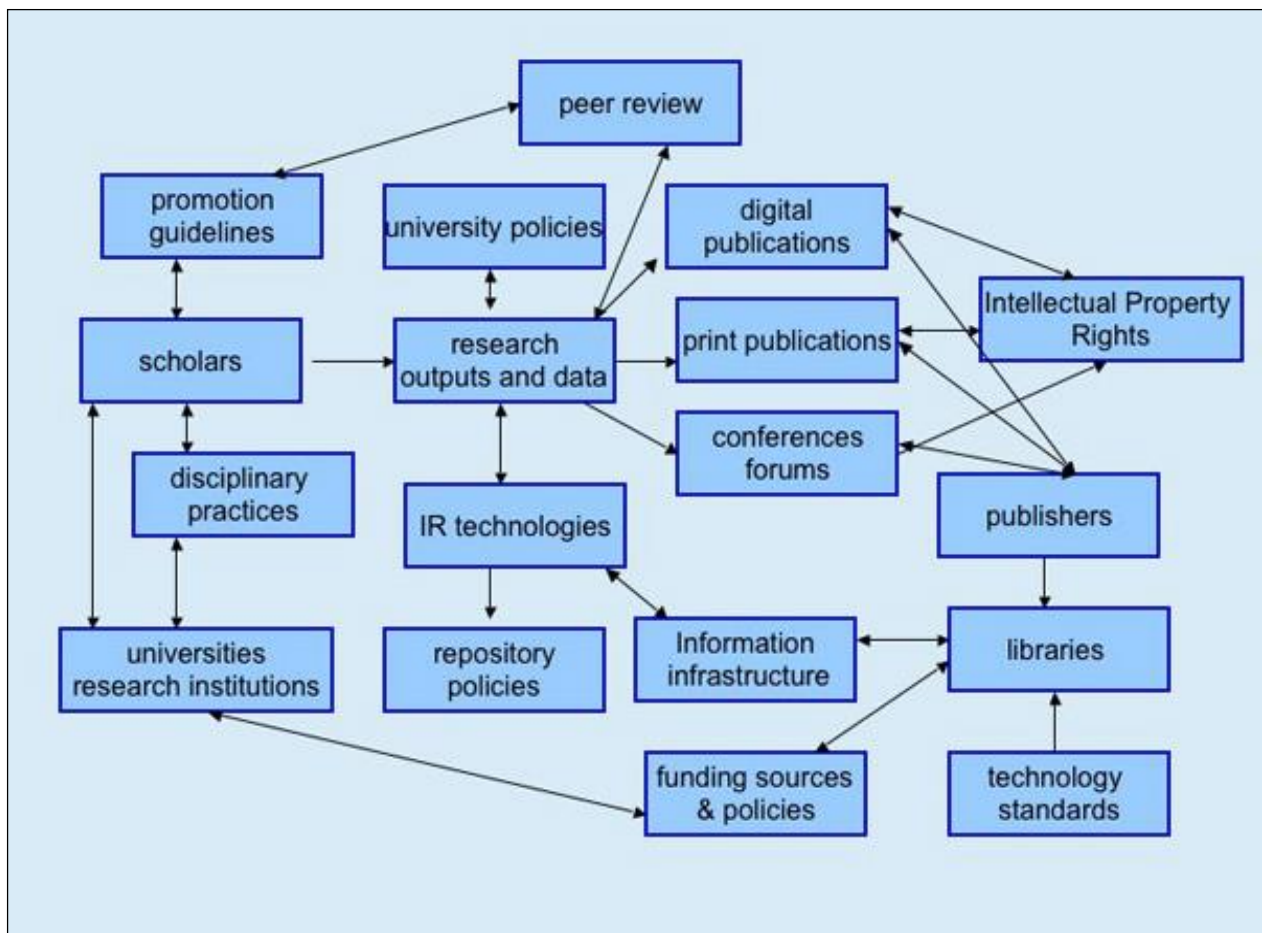 peer review
promotion
guidelines
university policies
digital
publications
Intellectual Property
Rights
scholars
research
outputs and data
print publications
conferences
forums
disciplinary
practices
IR technologies
publishers
universities
research institutions
repository
policies
Information
infrastructure
libraries
funding sources
& policies
technology
standards